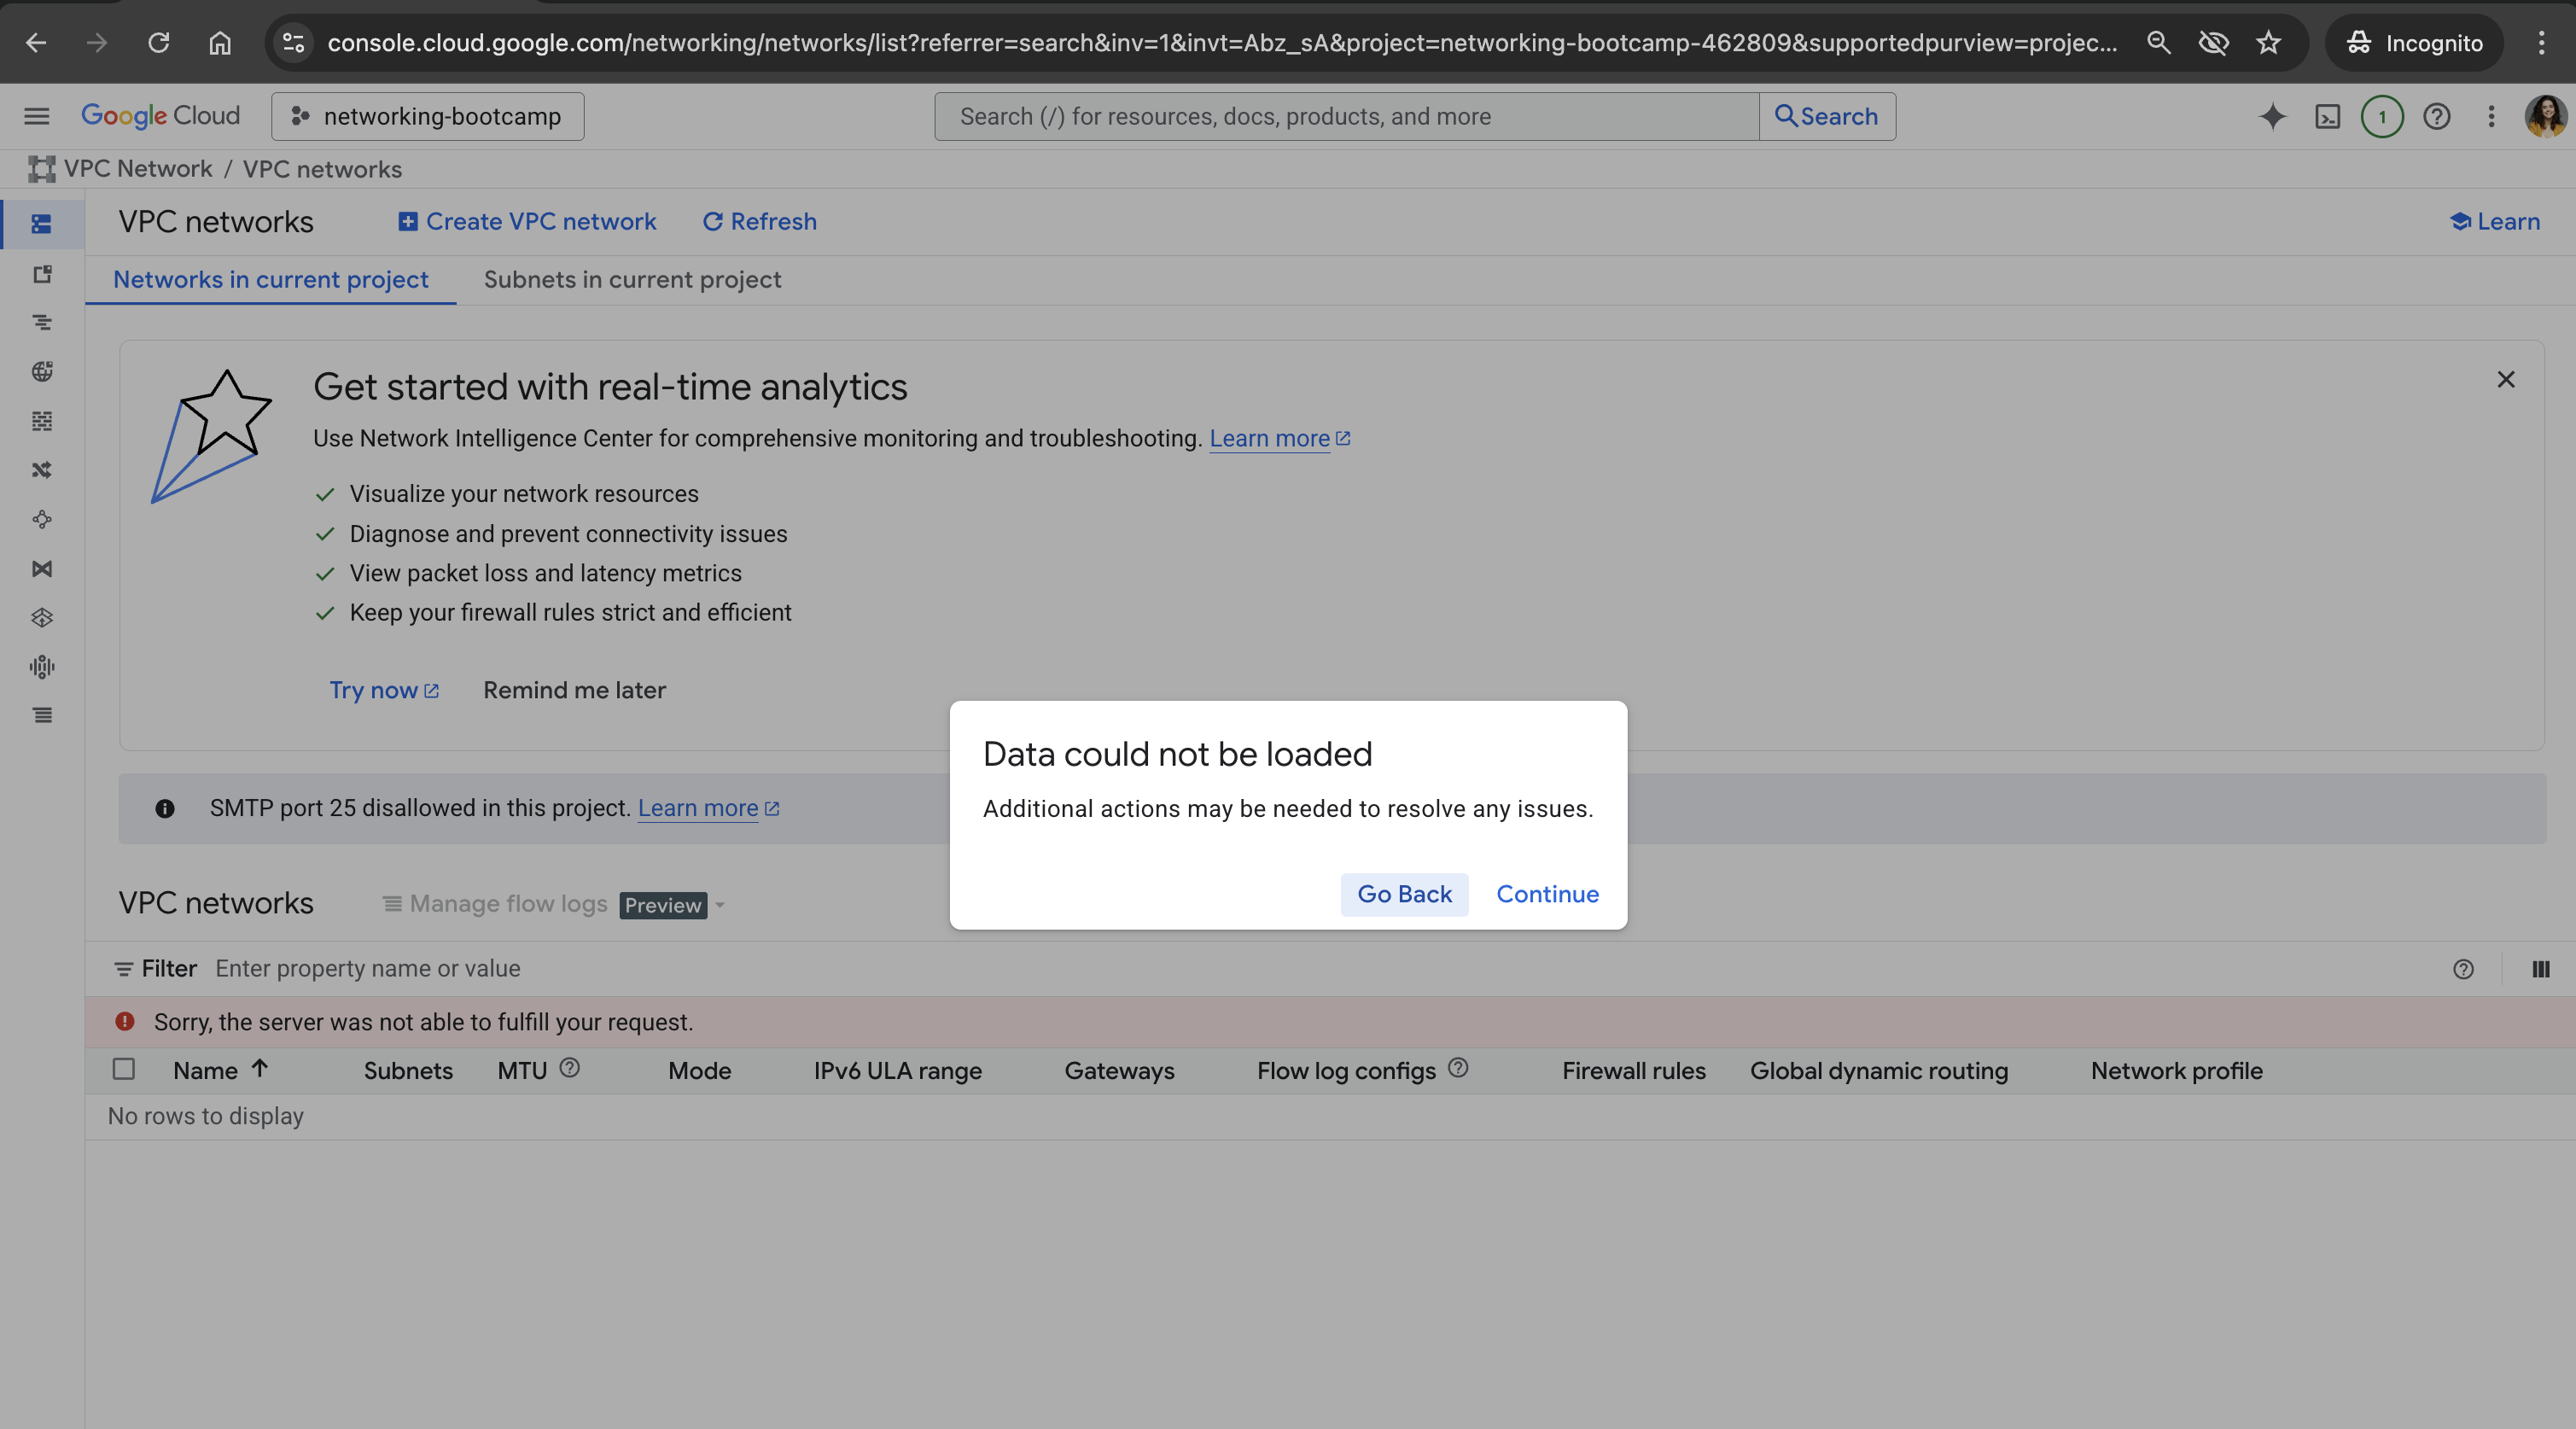 console.cloud.google.com/networking/networks/list?referrer=search&inv=1&invt=Abz_sA&project=networking-bootcamp-462809&supportedpurview=projec...
Incognito
Google Cloud
networking-bootcamp
Search (/) for resources, docs, products, and more
Search
1
VPC Network / VPC networks
VPC networks
Create VPC network
Refresh
Learn
Networks in current project
Subnets in current project
Get started with real-time analytics
Use Network Intelligence Center for comprehensive monitoring and troubleshooting. Learn more
Visualize your network resources
Diagnose and prevent connectivity issues
View packet loss and latency metrics
Keep your firewall rules strict and efficient
Try now
Remind me later
Data could not be loaded
Additional actions may be needed to resolve any issues.
Go Back
Continue
SMTP port 25 disallowed in this project. Learn more
VPC networks
Manage flow logs
Preview
Filter
Enter property name or value
Sorry, the server was not able to fulfill your request.
Name Subnets MTU Mode IPv6 ULA range Gateways Flow log configs Firewall rules Global dynamic routing Network profile
No rows to display